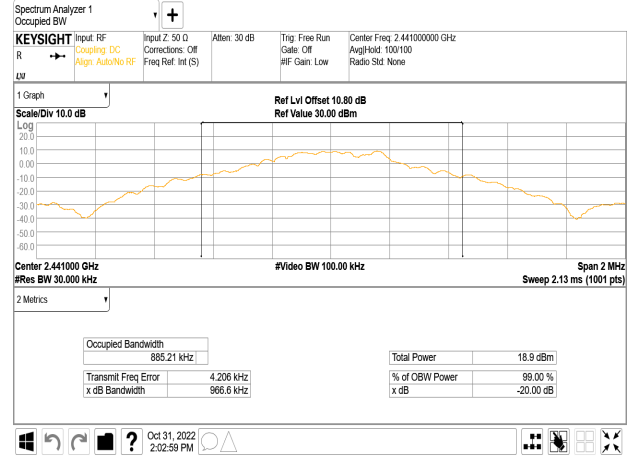 Spectrum Analyzer 1
Occupied BW
+
KEYSIGHT Input: RF Input Z: 50 Ω Atten: 30 dB Trig: Free Run Center Freq: 2.441000000 GHz
R Coupling: DC Corrections: Off Gate: Off Avg|Hold: 100/100
Align: Auto/No RF Freq Ref: Int (S) #IF Gain: Low Radio Std: None
1 Graph
Ref Lvl Offset 10.80 dB
Scale/Div 10.0 dB Ref Value 30.00 dBm
Log
20.0
10.0
0.00
-10.0
-20.0
-30.0
-40.0
-50.0
-60.0
Center 2.441000 GHz #Video BW 100.00 kHz Span 2 MHz
#Res BW 30.000 kHz Sweep 2.13 ms (1001 pts)
2 Metrics
Occupied Bandwidth
885.21 kHz Total Power 18.9 dBm
Transmit Freq Error 4.206 kHz % of OBW Power 99.00 %
x dB Bandwidth 966.6 kHz x dB -20.00 dB
? Oct 31, 2022
2:02:59 PM